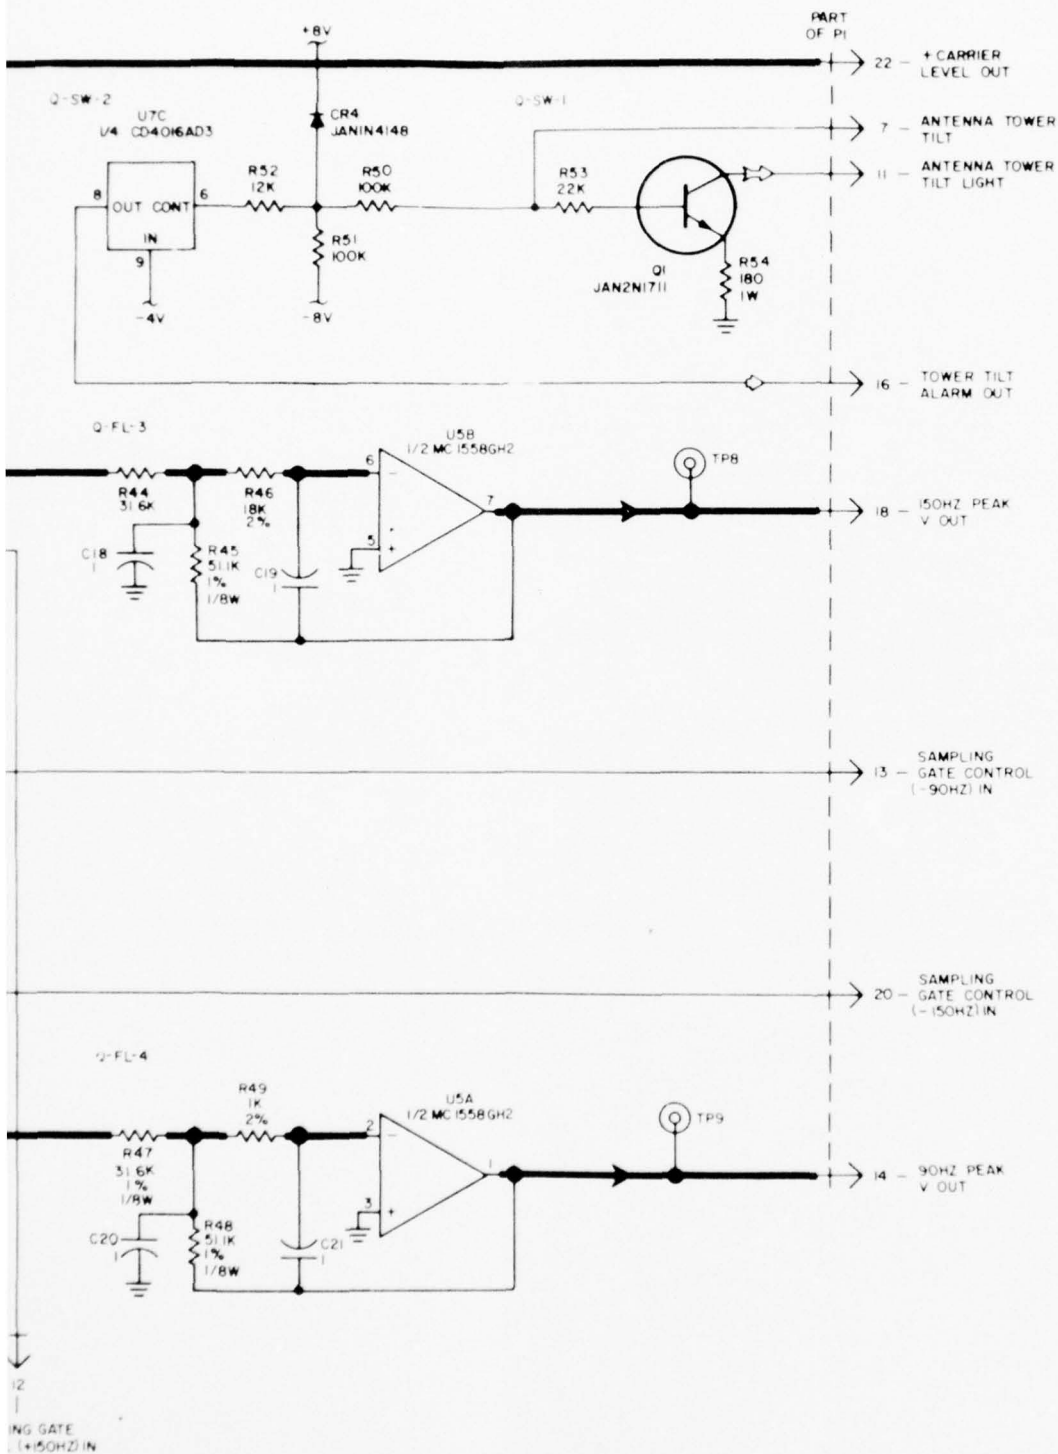 PART
OF P1
+8V
22 - + CARRIER
LEVEL OUT
Q-SW-2
Q-SW-1
U7C
1/4 CD4016AD3
CR4
JAN1N4148
7 - ANTENNA TOWER
TILT
R52
12K
R50
100K
R53
22K
11 - ANTENNA TOWER
TILT LIGHT
8
OUT CONT
6
IN
9
R51
100K
-4V
-8V
Q1
JAN2N1711
R54
180
1W
16 - TOWER TILT
ALARM OUT
Q-FL-3
U5B
1/2 MC1558GH2
TP8
6
-
7
5
+
R44
31.6K
R46
18K
2%
18 - 150HZ PEAK
V OUT
C18
1
R45
51.1K
1%
1/8W
C19
1
13 - SAMPLING
GATE CONTROL
(-90HZ) IN
20 - SAMPLING
GATE CONTROL
(-150HZ) IN
Q-FL-4
R49
1K
2%
U5A
1/2 MC1558GH2
TP9
2
-
1
3
+
R47
31.6K
1%
1/8W
14 - 90HZ PEAK
V OUT
C20
1
R48
51.1K
1%
1/8W
C21
1
12
ING GATE
(+150HZ) IN